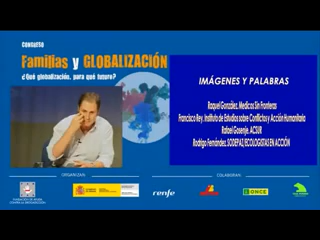 CONGRESO
Familias y GLOBALIZACIÓN
¿Qué globalización, para qué futuro?
IMÁGENES Y PALABRAS
Raquel González. Medicos Sin Fronteras
Francisco Rey. Instituto de Estudios sobre Conflictos y Acción Humanitaria
Rafael Gosenje. ACSUR
Rodrigo Fernández. SODEPAZ/ECOLOGISTAS EN ACCIÓN
ORGANIZAN:
COLABORAN:
renfe
ONCE